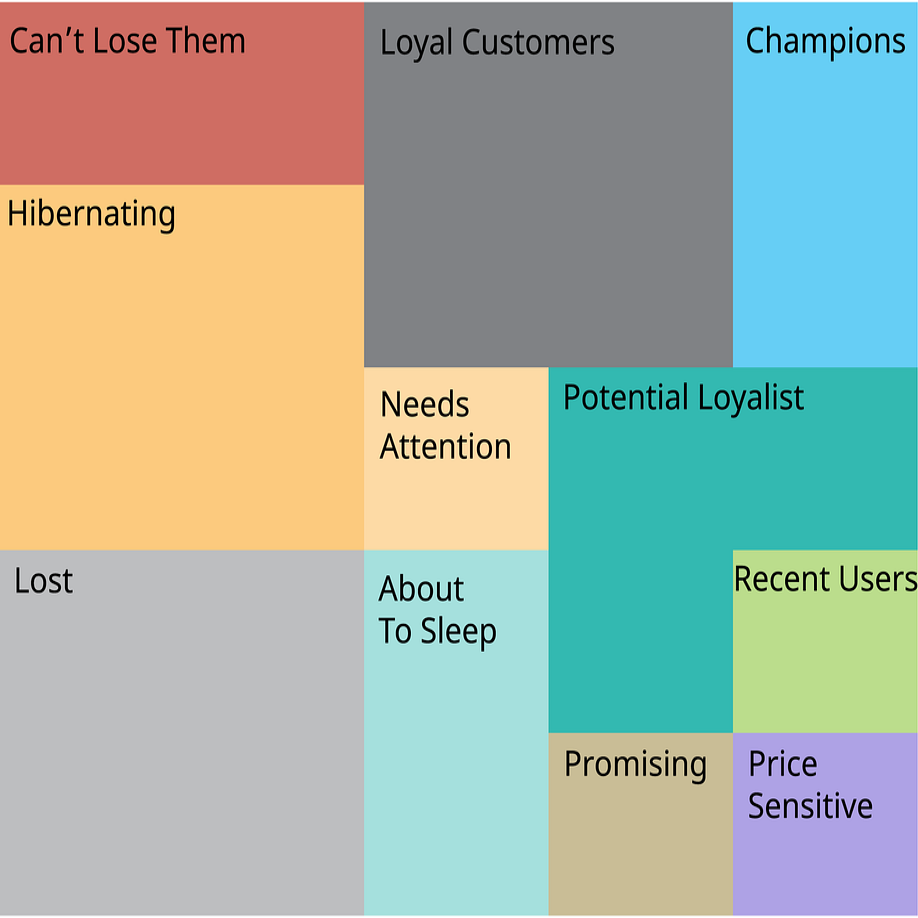 Can’t Lose Them
Loyal Customers
Champions
Hibernating
Needs
Attention
Potential Loyalist
Lost
About
To Sleep
Recent Users
Promising
Price
Sensitive